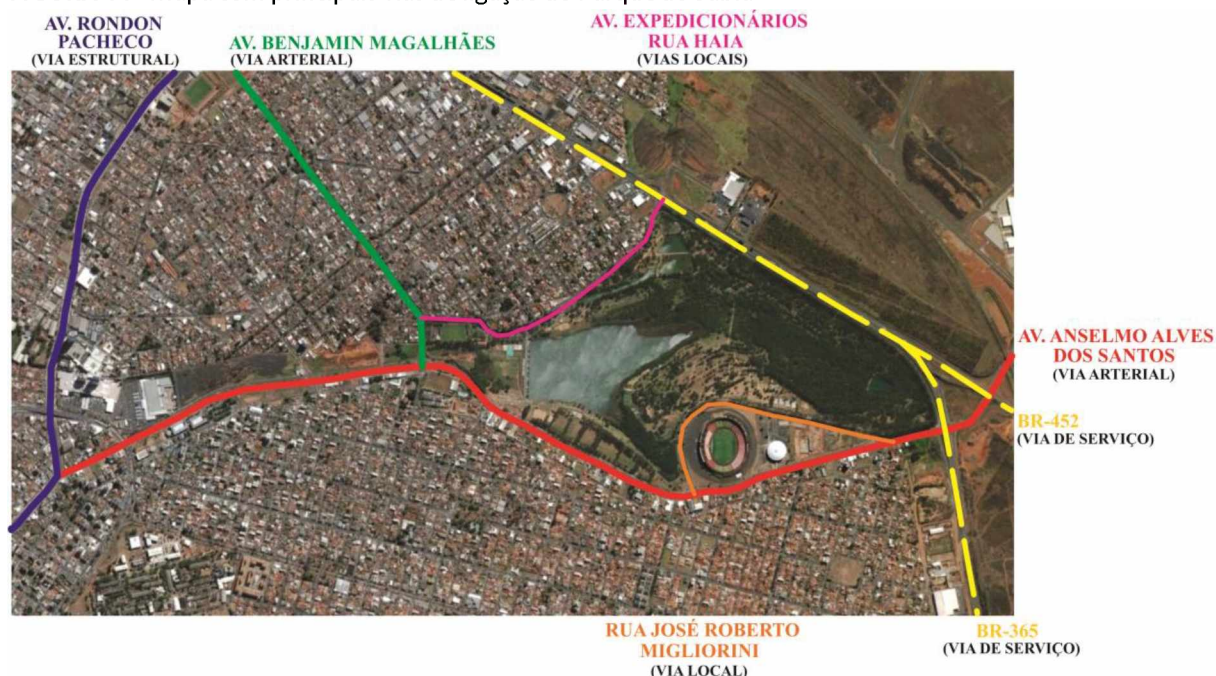 AV. RONDON
PACHECO
(VIA ESTRUTURAL)
AV. BENJAMIN MAGALHÃES
(VIA ARTERIAL)
AV. EXPEDICIONÁRIOS
RUA HAIA
(VIAS LOCAIS)
AV. ANSELMO ALVES
DOS SANTOS
(VIA ARTERIAL)
BR-452
(VIA DE SERVIÇO)
RUA JOSÉ ROBERTO
MIGLIORINI
(VIA LOCAL)
BR-365
(VIA DE SERVIÇO)